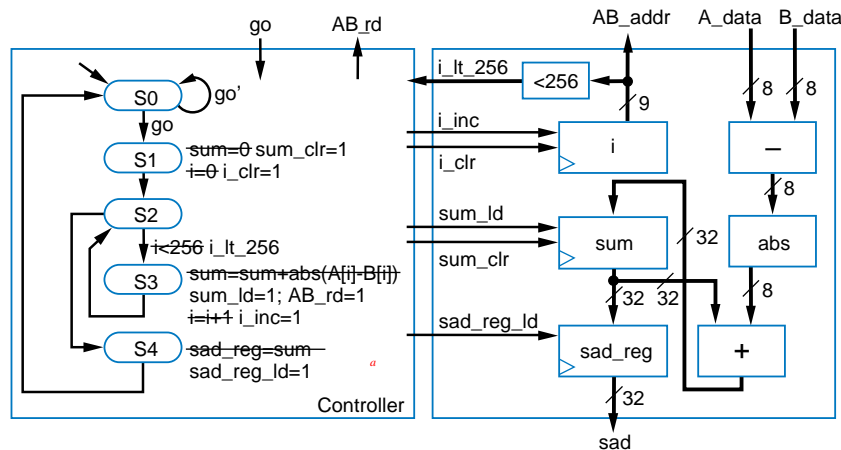 go
AB_rd
AB_addr
A_data
B_data
i_lt_256
<256
8
8
S0
go'
9
go
i_inc
i
–
S1
sum=0 sum_clr=1
i=0 i_clr=1
i_clr
8
S2
sum_ld
i<256 i_lt_256
sum
32
abs
sum_clr
S3
sum=sum+abs(A[i]-B[i])
sum_ld=1; AB_rd=1
i=i+1 i_inc=1
32
32
8
sad_reg_ld
S4
sad_reg=sum
sad_reg_ld=1
a
sad_reg
+
Controller
32
sad